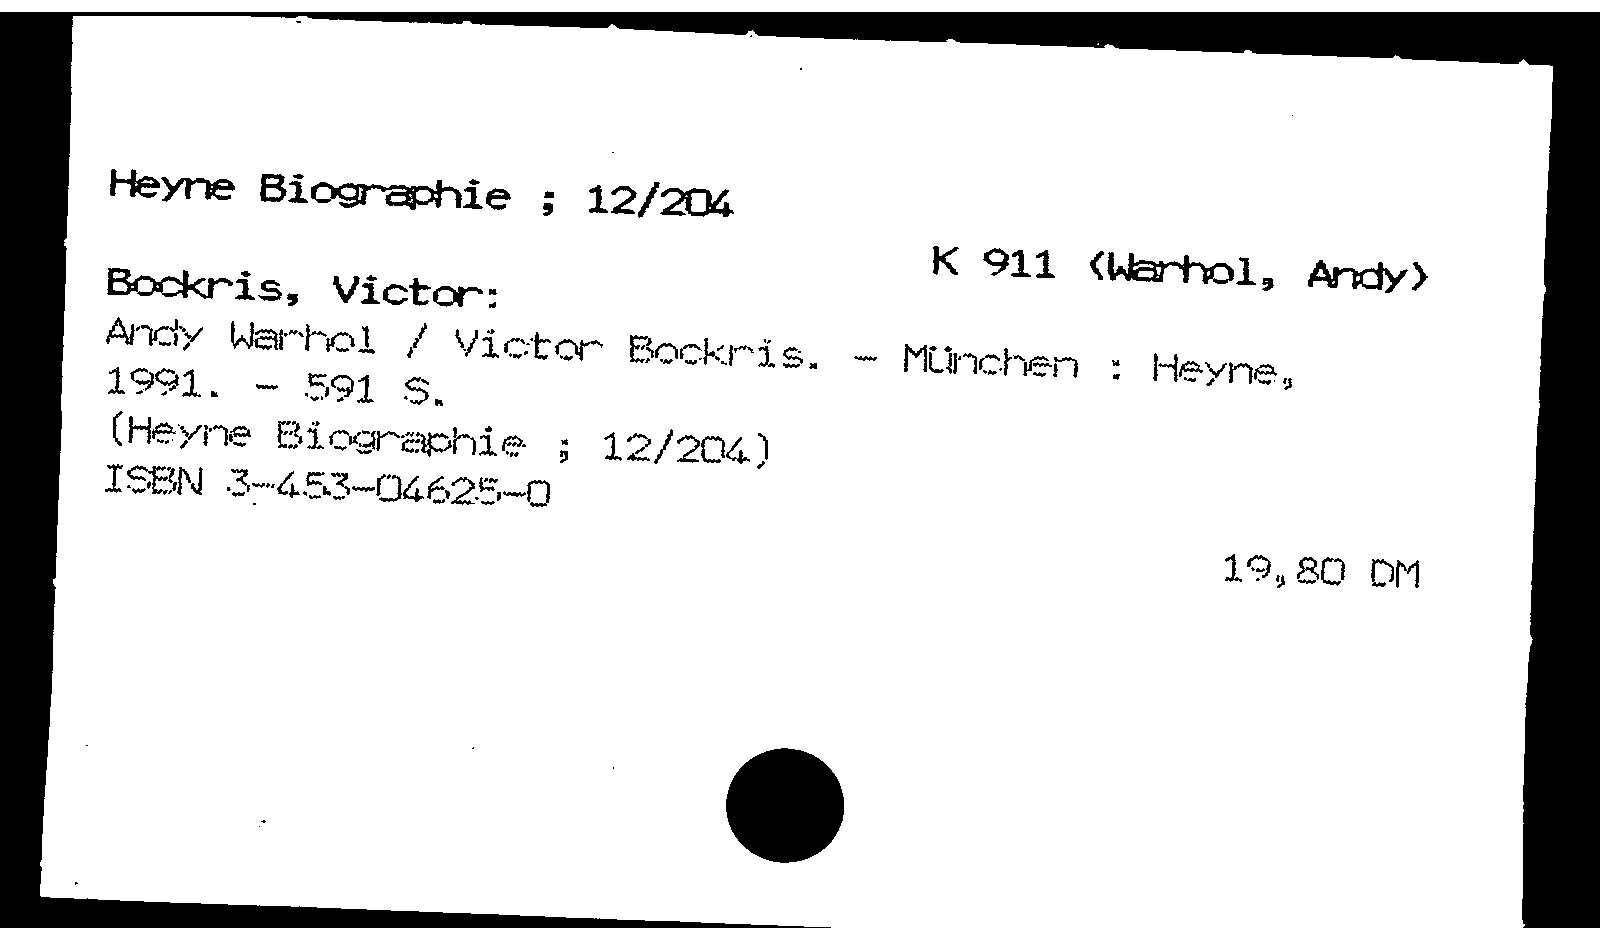 Heyne Biographie ; 12/204
K 911 (Warhol, Andy)
Bockris, Victor:
Andy Warhol / Victor Bockris. - München : Heyne,
1991. - 591 S.
(Heyne Biographie ; 12/204)
ISBN 3-453-04625-0
19,80 DM